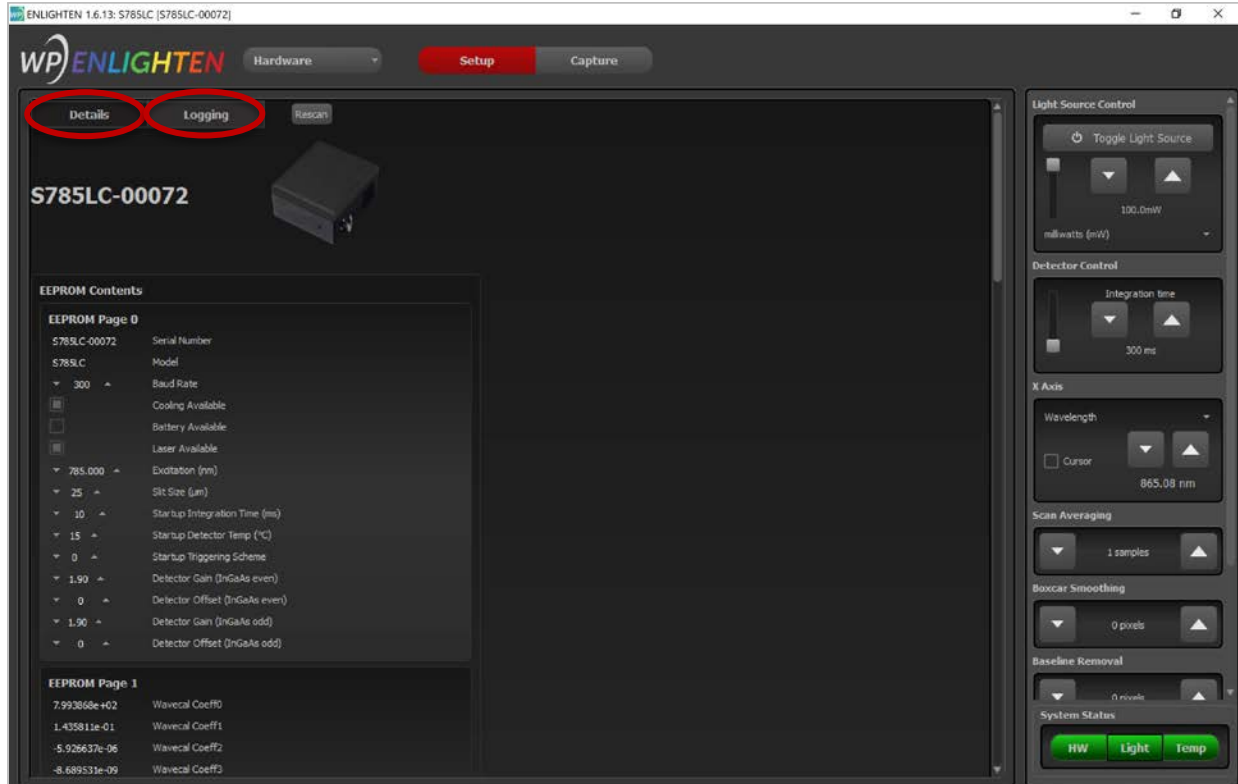 ENLIGHTEN 1.6.13: S785LC [S785LC-00072]
WP ENLIGHTEN
Hardware
Setup
Capture
Details
Logging
Rescan
S785LC-00072
EEPROM Contents
EEPROM Page 0
S785LC-00072 Serial Number
S785LC Model
300 Baud Rate
Cooling Available
Battery Available
Laser Available
785.000 Excitation (nm)
25 Slit Size (μm)
10 Startup Integration Time (ms)
15 Startup Detector Temp (°C)
0 Startup Triggering Scheme
1.90 Detector Gain (InGaAs even)
0 Detector Offset (InGaAs even)
1.90 Detector Gain (InGaAs odd)
0 Detector Offset (InGaAs odd)
EEPROM Page 1
7.993868e+02 Wavecal Coeff0
1.435811e-01 Wavecal Coeff1
-5.926637e-06 Wavecal Coeff2
-8.689531e-09 Wavecal Coeff3
Light Source Control
Toggle Light Source
100.0mW
milliwatts (mW)
Detector Control
Integration time
300 ms
X Axis
Wavelength
Cursor
865.08 nm
Scan Averaging
1 samples
Boxcar Smoothing
0 pixels
Baseline Removal
0 pixels
System Status
HW Light Temp